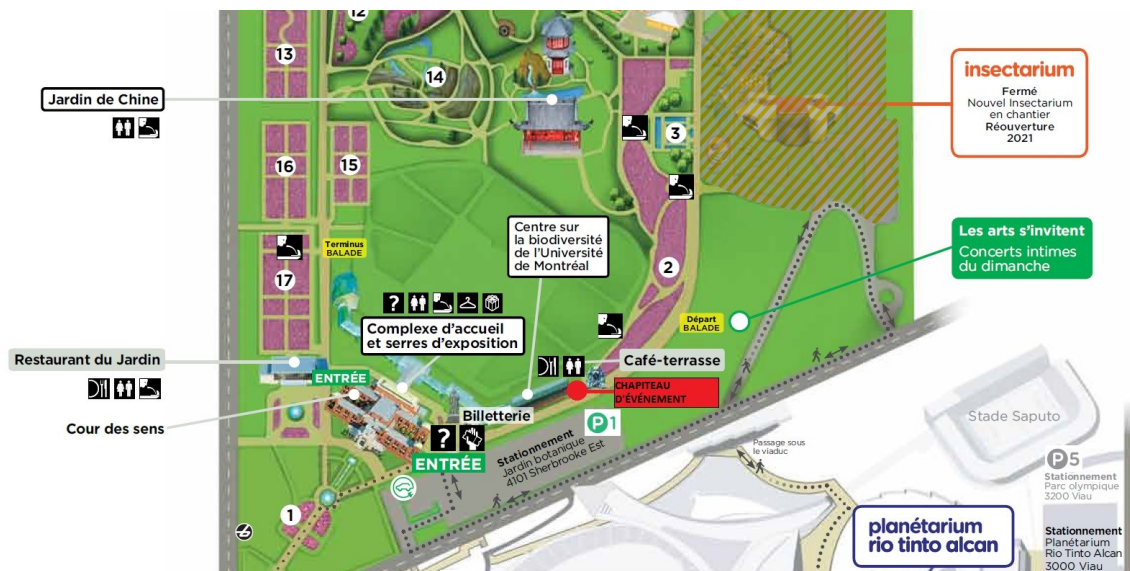 12
13
14
Jardin de Chine
3
insectarium
Fermé
Nouvel Insectarium
en chantier
Réouverture
2021
16
15
Centre sur
la biodiversité
de l'Université
de Montréal
Les arts s'invitent
Concerts intimes
du dimanche
Terminus
BALADE
17
2
?
Complexe d'accueil
et serres d'exposition
Départ
BALADE
Restaurant du Jardin
ENTRÉE
Café-terrasse
CHAPITEAU
D'ÉVÉNEMENT
Cour des sens
Billetterie
P1
?
ENTRÉE
Stationnement
Jardin botanique
4101 Sherbrooke Est
Stade Saputo
Passage sous
le viaduc
P5
Stationnement
Parc olympique
3200 Viau
1
planétarium
rio tinto alcan
Stationnement
Planétarium
Rio Tinto Alcan
3000 Viau